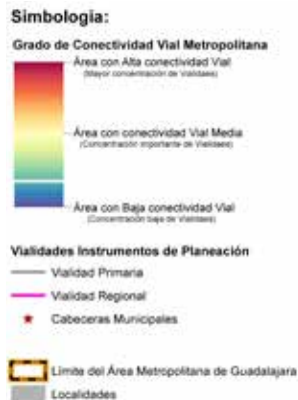 Simbología:
Grado de Conectividad Vial Metropolitana
Área con Alta conectividad Vial
(Mayor concentración de Vialidades)
Área con conectividad Vial Media
(Concentración importante de Vialidades)
Área con Baja conectividad Vial
(Concentración baja de Vialidades)
Vialidades Instrumentos de Planeación
Vialidad Primaria
Vialidad Regional
Cabeceras Municipales
Límite del Área Metropolitana de Guadalajara
Localidades